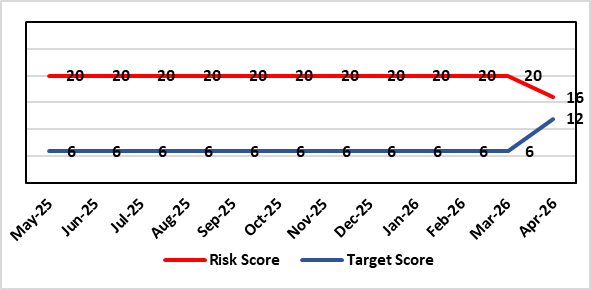 20 20 20 20 20 20 20 20 20 20 20 16
6 6 6 6 6 6 6 6 6 6 6 12
May-25 Jun-25 Jul-25 Aug-25 Sep-25 Oct-25 Nov-25 Dec-25 Jan-26 Feb-26 Mar-26 Apr-26
Risk Score Target Score